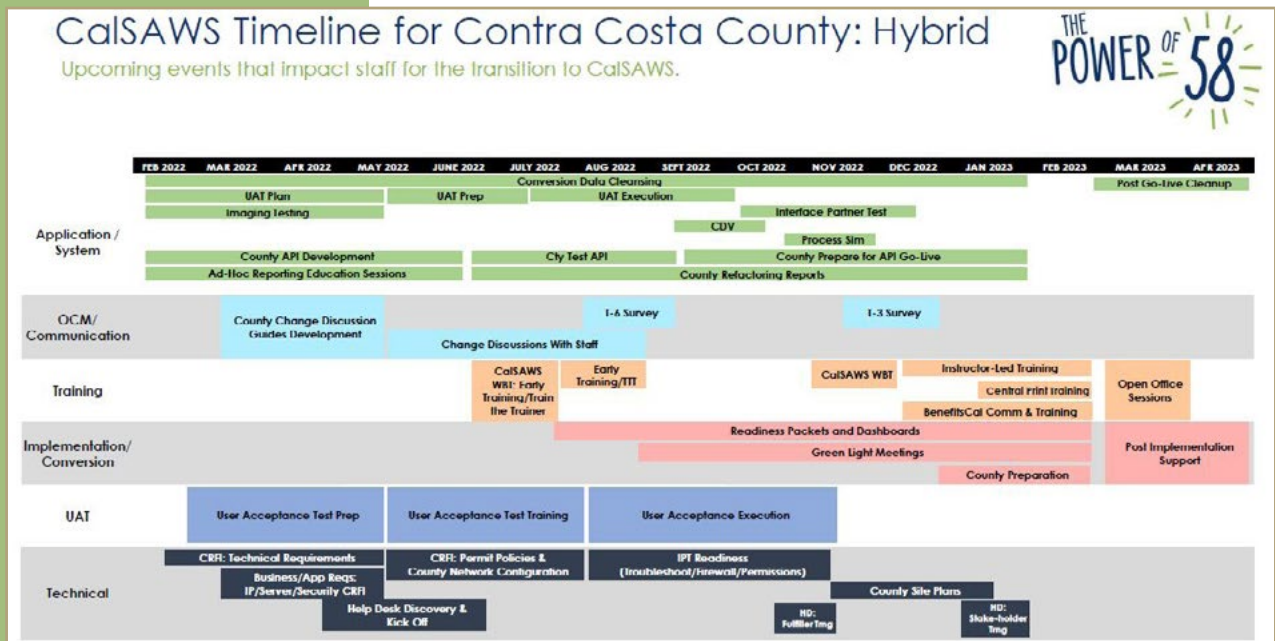 CalSAWS Timeline for Contra Costa County: Hybrid
Upcoming events that impact staff for the transition to CalSAWS.
THE
POWER OF 58
FEB 2022 MAR 2022 APR 2022 MAY 2022 JUNE 2022 JULY 2022 AUG 2022 SEPT 2022 OCT 2022 NOV 2022 DEC 2022 JAN 2023 FEB 2023 MAR 2023 APR 2023
Application /
System
Conversion Data Cleansing
Post Go-Live Cleanup
UAT Plan
UAT Prep
UAT Execution
Imaging Testing
Interface Partner Test
CDV
Process Sim
County API Development
Cty Test API
County Prepare for API Go-Live
Ad-Hoc Reporting Education Sessions
County Refactoring Reports
OCM/
Communication
County Change Discussion
Guides Development
T-6 Survey
T-3 Survey
Change Discussions With Staff
Training
CalSAWS
WBT: Early
Training/Train
the Trainer
Early
Training/TTT
CalSAWS WBT
Instructor-Led Training
Central Print Training
BenefitsCal Comm & Training
Open Office
Sessions
Implementation/
Conversion
Readiness Packets and Dashboards
Green Light Meetings
County Preparation
Post Implementation
Support
UAT
User Acceptance Test Prep
User Acceptance Test Training
User Acceptance Execution
Technical
CRFI: Technical Requirements
Business/App Reqs:
IP/Server/Security CRFI
Help Desk Discovery &
Kick Off
CRFI: Permit Policies &
County Network Configuration
IPT Readiness
(Troubleshoot/Firewall/Permissions)
County Site Plans
HD:
Fulfiller Tmg
HD:
Stake-holder
Tmg